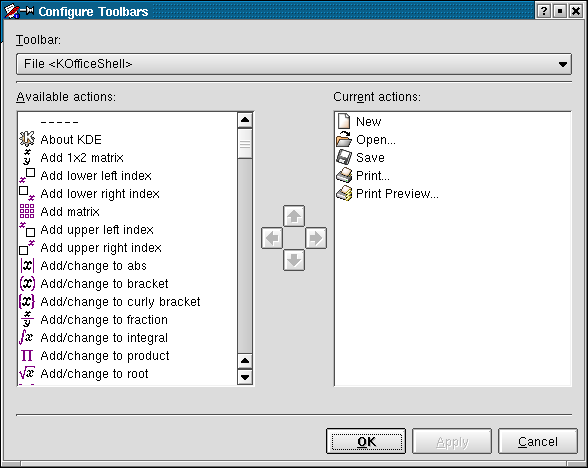 Configure Toolbars
Toolbar:
File <KOfficeShell>
Available actions:
-----
About KDE
Add 1x2 matrix
Add lower left index
Add lower right index
Add matrix
Add upper left index
Add upper right index
Add/change to abs
Add/change to bracket
Add/change to curly bracket
Add/change to fraction
Add/change to integral
Add/change to product
Add/change to root
Current actions:
New
Open...
Save
Print...
Print Preview...
OK
Apply
Cancel